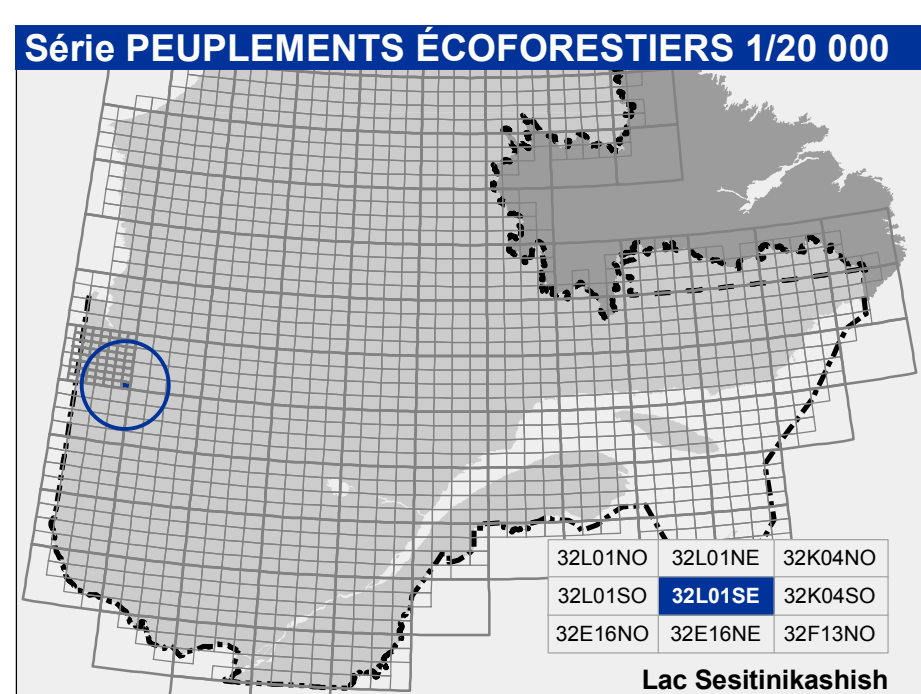 Série PEUPLEMENTS ÉCOFORESTIERS 1/20 000
32L01NO 32L01NE 32K04NO
32L01SO 32L01SE 32K04SO
32E16NO 32E16NE 32F13NO
Lac Sesitinikashish